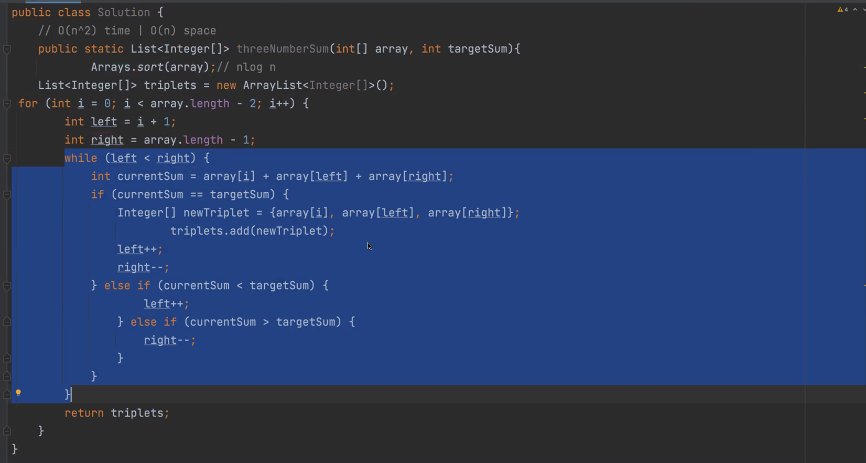 public class Solution {
// O(n^2) time | O(n) space
public static List<Integer[]> threeNumberSum(int[] array, int targetSum){
Arrays.sort(array);// nlog n
List<Integer[]> triplets = new ArrayList<Integer[]>();
for (int i = 0; i < array.length - 2; i++) {
int left = i + 1;
int right = array.length - 1;
while (left < right) {
int currentSum = array[i] + array[left] + array[right];
if (currentSum == targetSum) {
Integer[] newTriplet = {array[i], array[left], array[right]};
triplets.add(newTriplet);
left++;
right--;
} else if (currentSum < targetSum) {
left++;
} else if (currentSum > targetSum) {
right--;
}
}
}
return triplets;
}
}
4